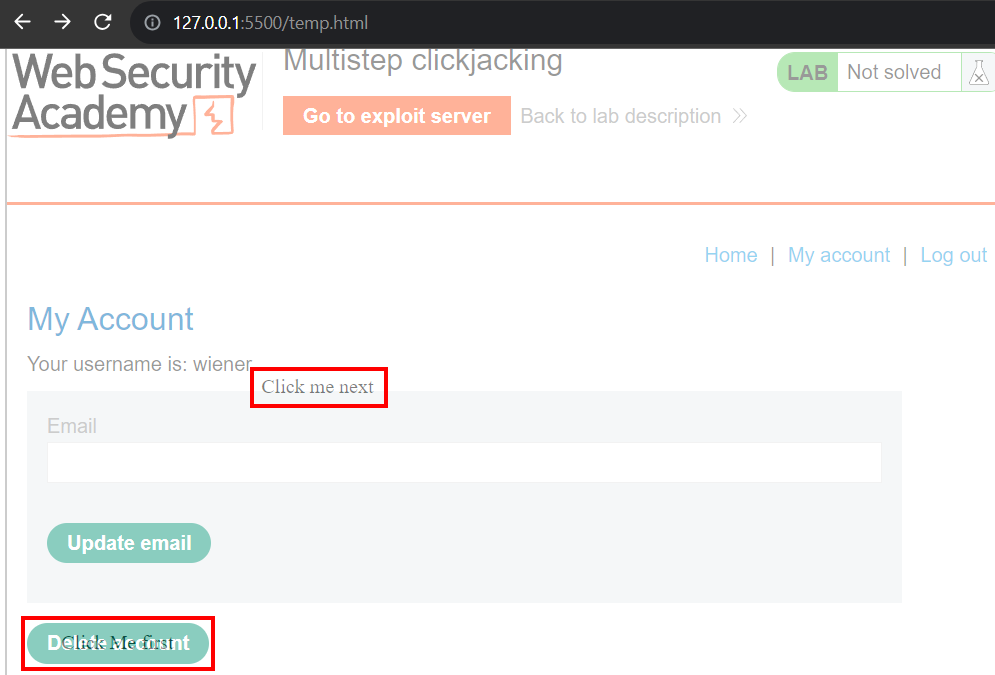 127.0.0.1:5500/temp.html
Web Security
Academy
Multistep clickjacking
LAB Not solved
Go to exploit server Back to lab description
Home | My account | Log out
My Account
Your username is: wiener
Click me next
Email
Update email
Delete account
Click Me first